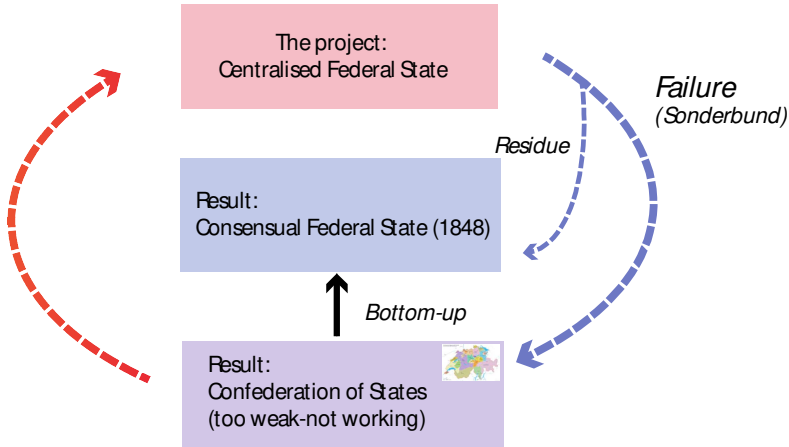 The project:
Centralised Federal State
Failure
(Sonderbund)
Residue
Result:
Consensual Federal State (1848)
Bottom-up
Result:
Confederation of States
(too weak-not working)